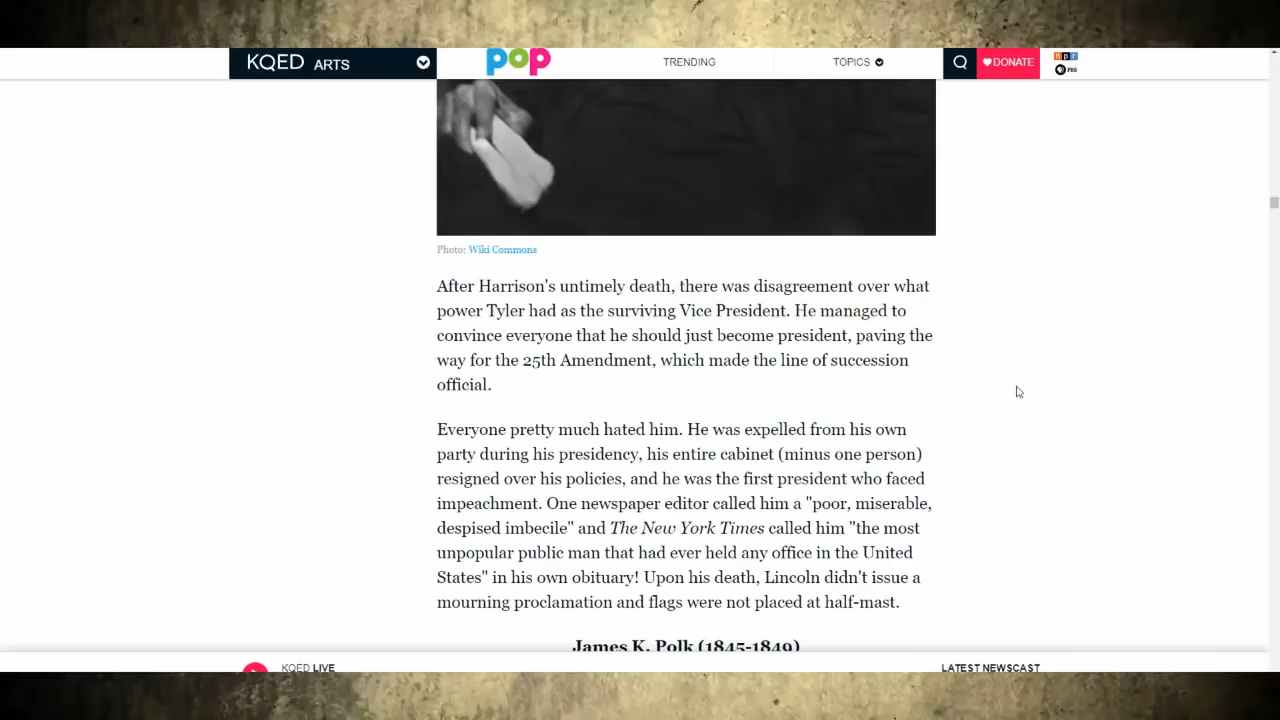 KQED ARTS
pop
TRENDING
TOPICS
DONATE
npr
PBS
Photo: Wiki Commons
After Harrison's untimely death, there was disagreement over what
power Tyler had as the surviving Vice President. He managed to
convince everyone that he should just become president, paving the
way for the 25th Amendment, which made the line of succession
official.
Everyone pretty much hated him. He was expelled from his own
party during his presidency, his entire cabinet (minus one person)
resigned over his policies, and he was the first president who faced
impeachment. One newspaper editor called him a "poor, miserable,
despised imbecile" and The New York Times called him "the most
unpopular public man that had ever held any office in the United
States" in his own obituary! Upon his death, Lincoln didn't issue a
mourning proclamation and flags were not placed at half-mast.
James K. Polk (1845-1849)
KQED LIVE
LATEST NEWSCAST